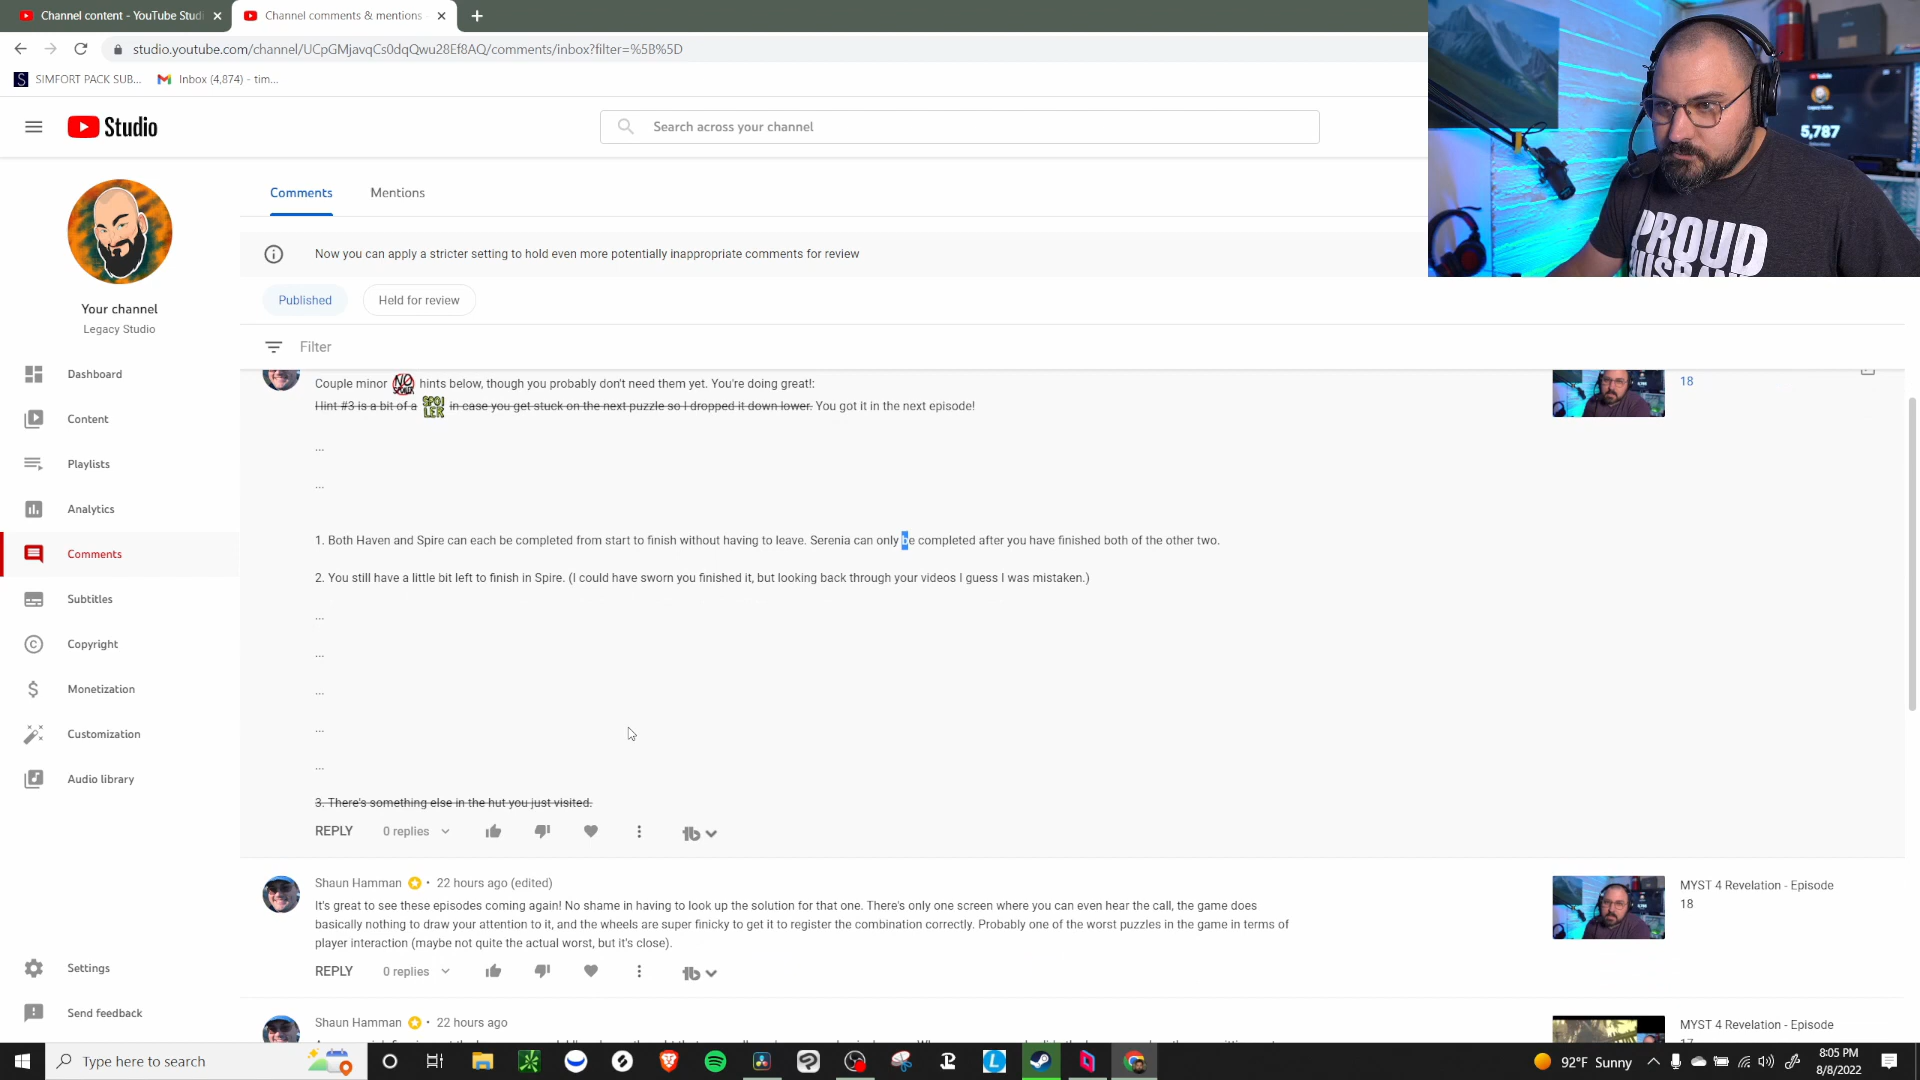 Channel content - YouTube Studi
Channel comments & mentions
studio.youtube.com/channel/UCpGMjavqCs0dqQwu28Ef8AQ/comments/inbox?filter=%5B%5D
S SIMFORT PACK SUB...
Inbox (4,874) - tim...
Studio
Search across your channel
5,787
PROUD
Your channel
Legacy Studio
Dashboard
Content
Playlists
Analytics
Comments
Subtitles
Copyright
Monetization
Customization
Audio library
Settings
Send feedback
Comments
Mentions
Now you can apply a stricter setting to hold even more potentially inappropriate comments for review
Published
Held for review
Filter
Couple minor NO SPOILER hints below, though you probably don't need them yet. You're doing great!:
Hint #3 is a bit of a SPOILER in case you get stuck on the next puzzle so I dropped it down lower. You got it in the next episode!
...
...
1. Both Haven and Spire can each be completed from start to finish without having to leave. Serenia can only be completed after you have finished both of the other two.
2. You still have a little bit left to finish in Spire. (I could have sworn you finished it, but looking back through your videos I guess I was mistaken.)
...
...
...
...
...
3. There's something else in the hut you just visited.
REPLY 0 replies
18
Shaun Hamman • 22 hours ago (edited)
It's great to see these episodes coming again! No shame in having to look up the solution for that one. There's only one screen where you can even hear the call, the game does
basically nothing to draw your attention to it, and the wheels are super finicky to get it to register the combination correctly. Probably one of the worst puzzles in the game in terms of
player interaction (maybe not quite the actual worst, but it's close).
REPLY 0 replies
MYST 4 Revelation - Episode
18
Shaun Hamman • 22 hours ago
MYST 4 Revelation - Episode
Type here to search
92°F Sunny
8:05 PM
8/8/2022